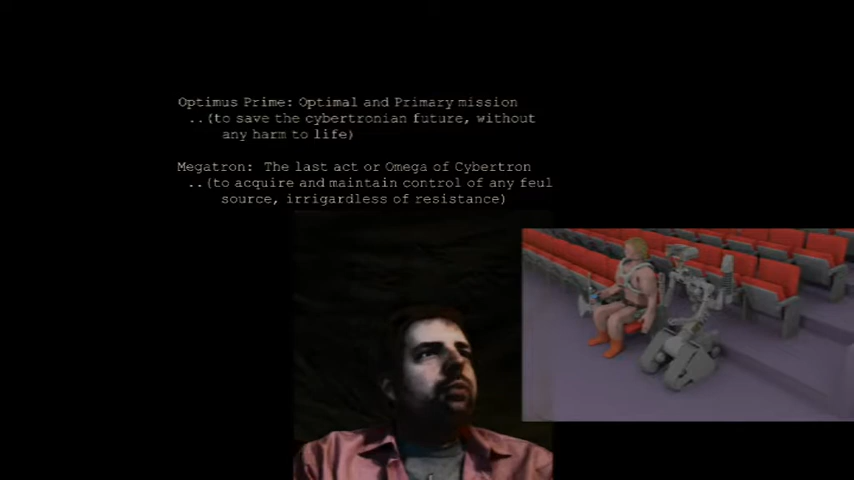 Optimus Prime: Optimal and Primary mission
..(to save the cybertronian future, without
any harm to life)
Megatron: The last act or Omega of Cybertron
..(to acquire and maintain control of any feul
source, irrigardless of resistance)